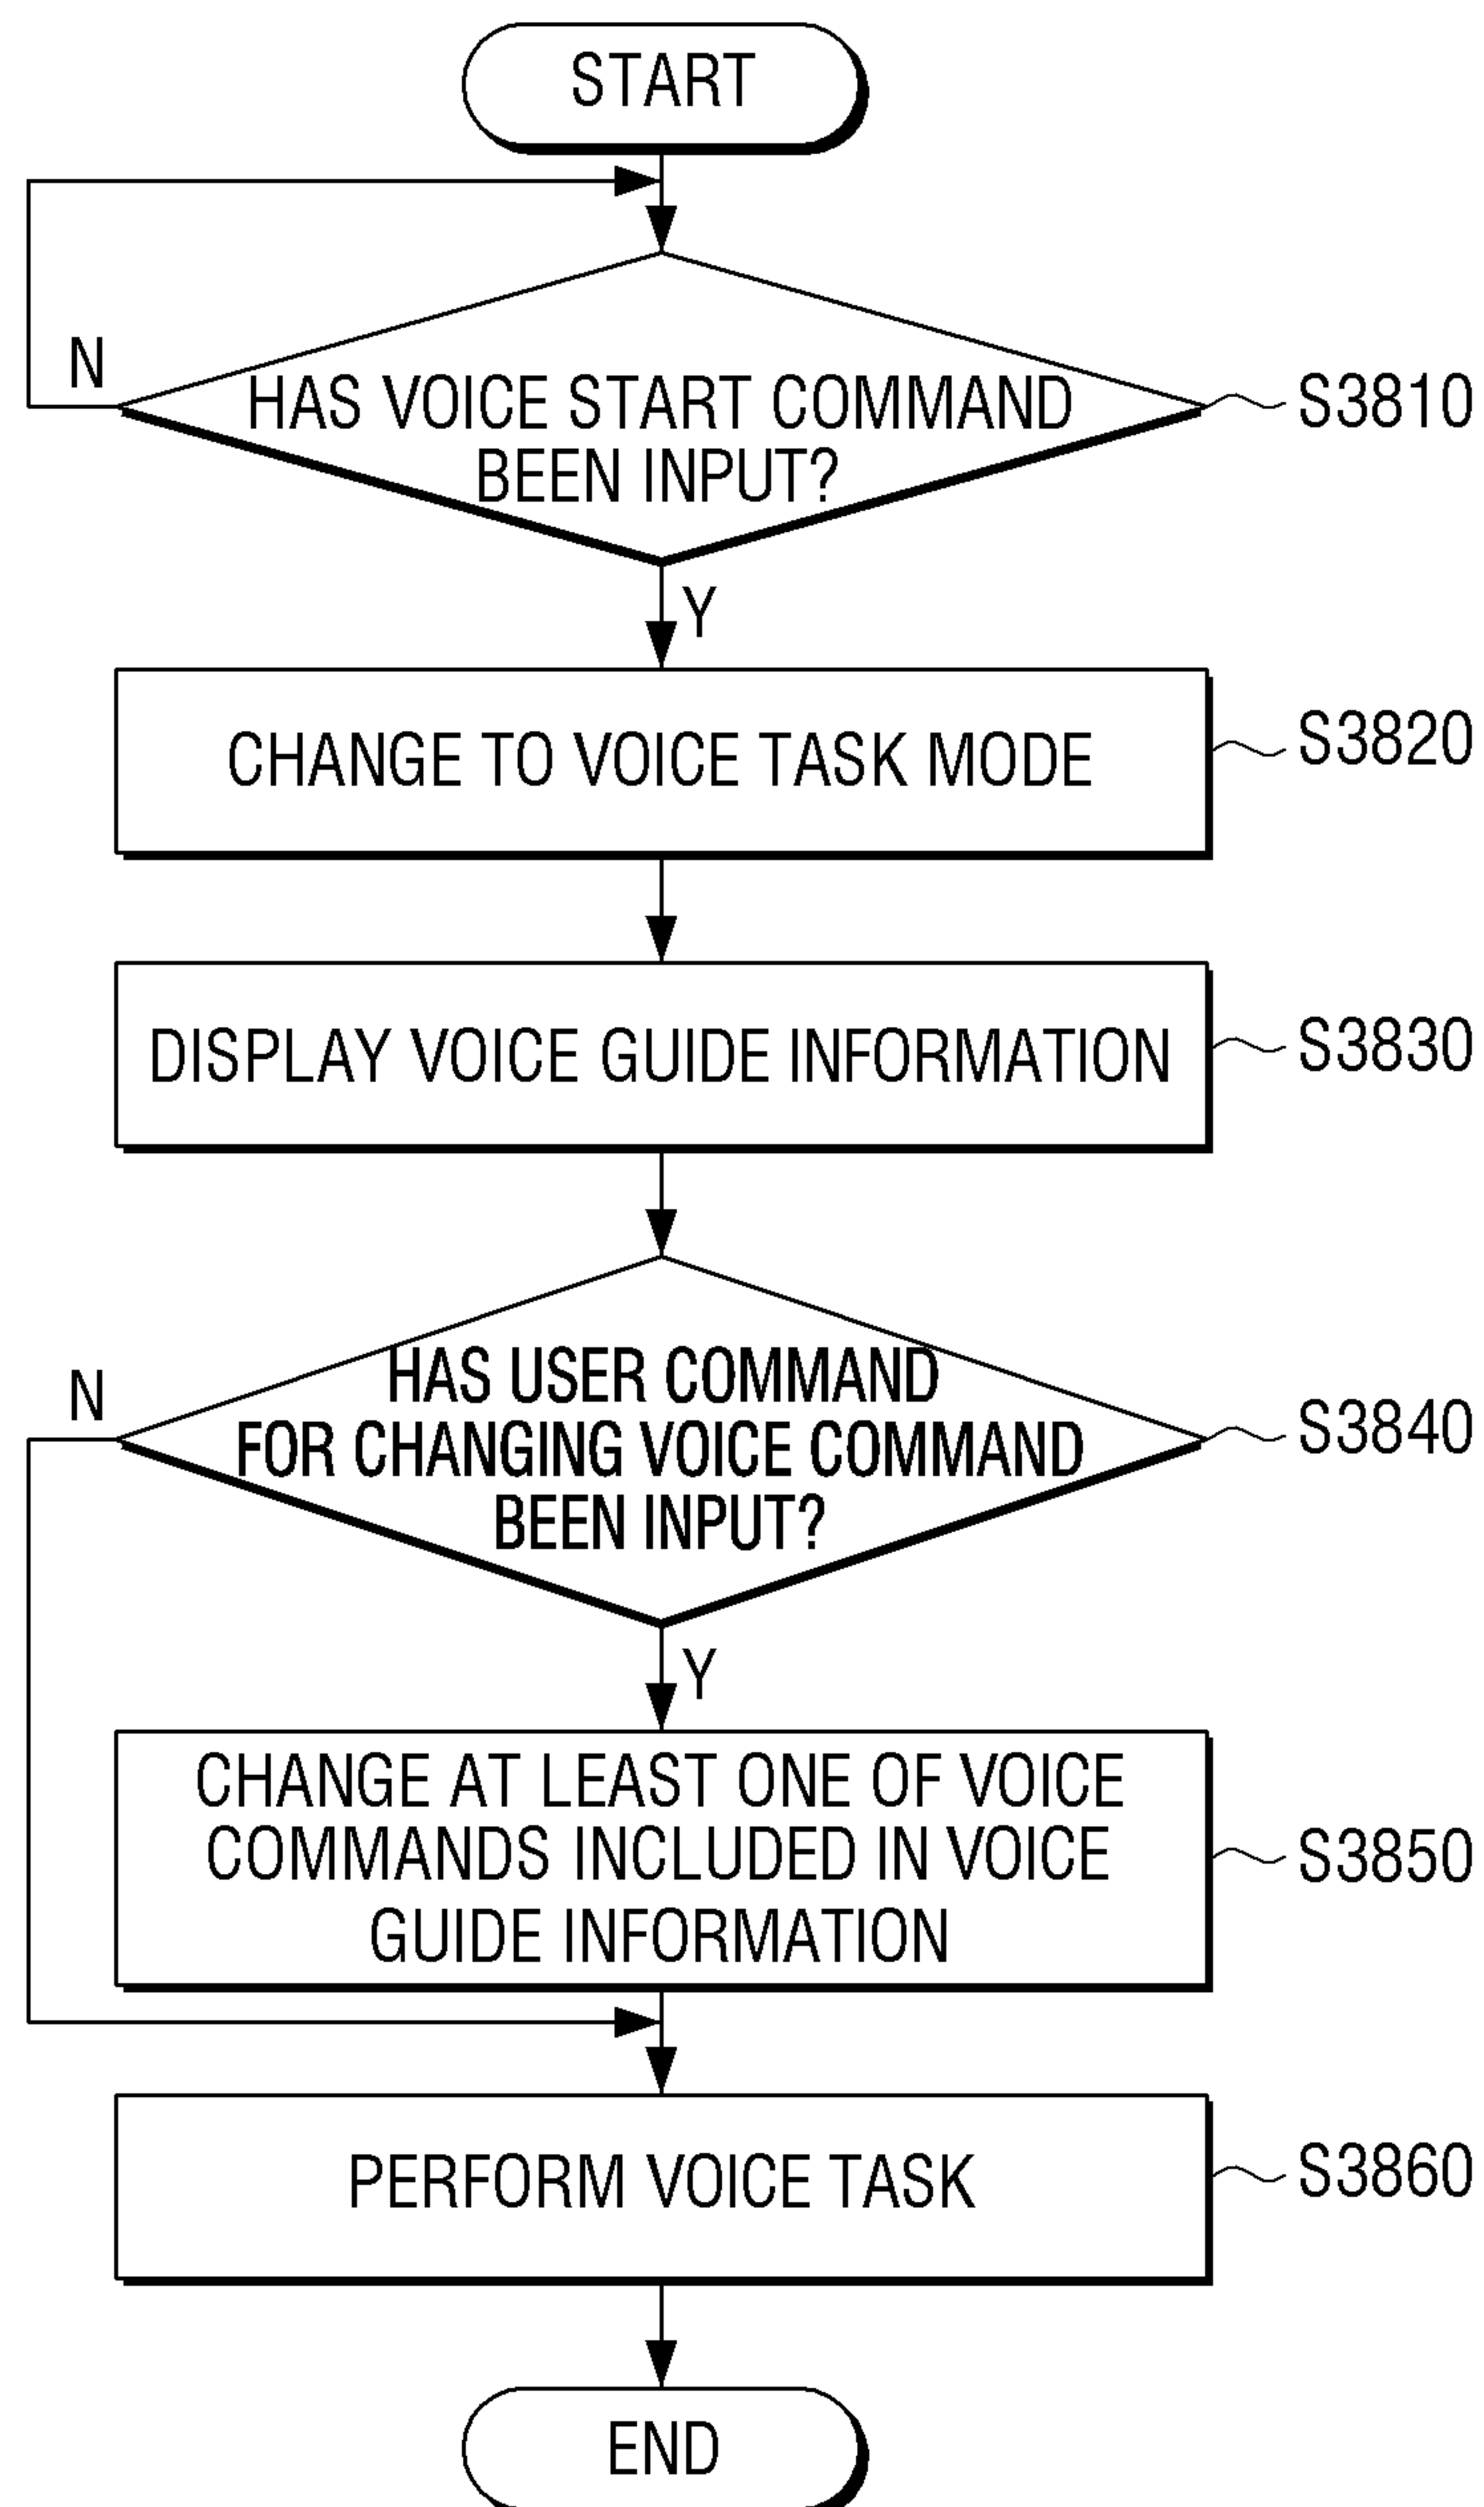 START
N
HAS VOICE START COMMAND
BEEN INPUT?
S3810
Y
CHANGE TO VOICE TASK MODE
S3820
DISPLAY VOICE GUIDE INFORMATION
S3830
N
HAS USER COMMAND
FOR CHANGING VOICE COMMAND
BEEN INPUT?
S3840
Y
CHANGE AT LEAST ONE OF VOICE
COMMANDS INCLUDED IN VOICE
GUIDE INFORMATION
S3850
PERFORM VOICE TASK
S3860
END